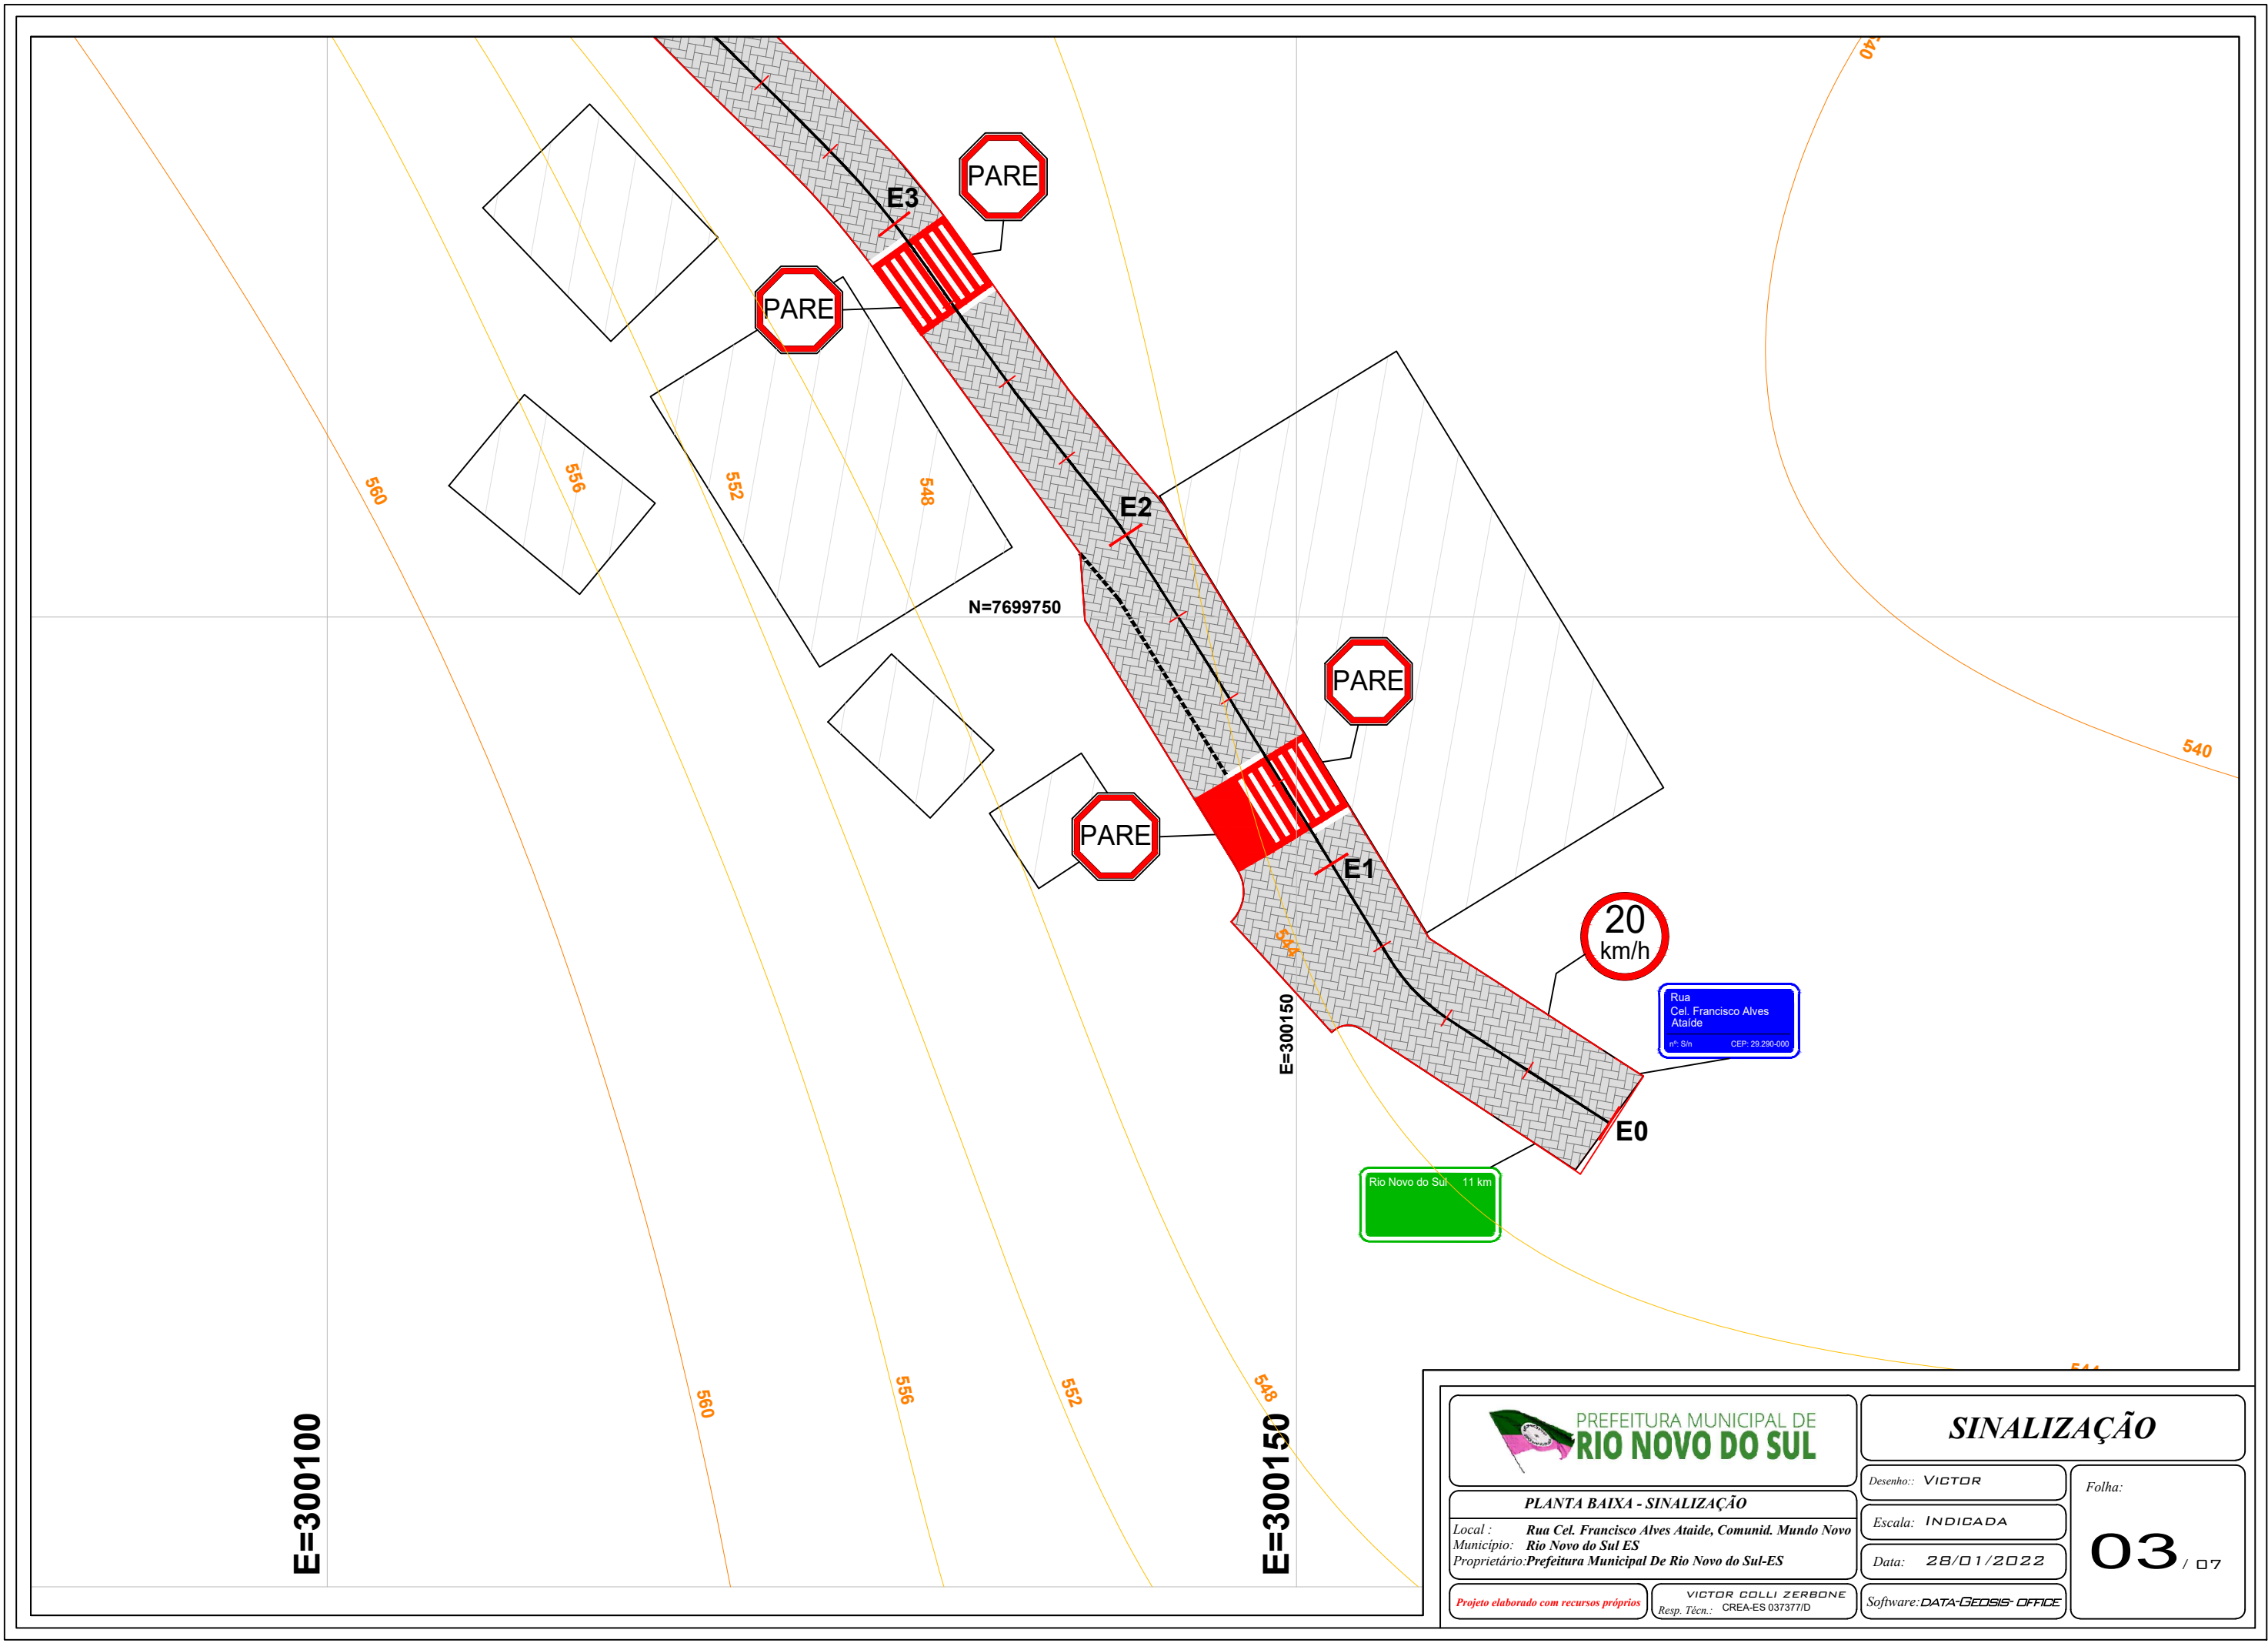 540
PARE
E3
PARE
560
556
552
548
E2
N=7699750
PARE
540
PARE
E1
20
km/h
544
E=300150
Rua
Cel. Francisco Alves
Ataíde
nº: S/n CEP: 29.290-000
E0
Rio Novo do Sul 11 km
560
556
552
548
E=300100
E=300150
PREFEITURA MUNICIPAL DE
RIO NOVO DO SUL
SINALIZAÇÃO
PLANTA BAIXA - SINALIZAÇÃO
Local : Rua Cel. Francisco Alves Ataide, Comunid. Mundo Novo
Município: Rio Novo do Sul ES
Proprietário:Prefeitura Municipal De Rio Novo do Sul-ES
Projeto elaborado com recursos próprios
VICTOR COLLI ZERBONE
Resp. Técn.: CREA-ES 037377/D
Desenho:: VICTOR
Escala: INDICADA
Data: 28/01/2022
Software:DATA-GEOSIS- OFFICE
Folha:
03 / 07